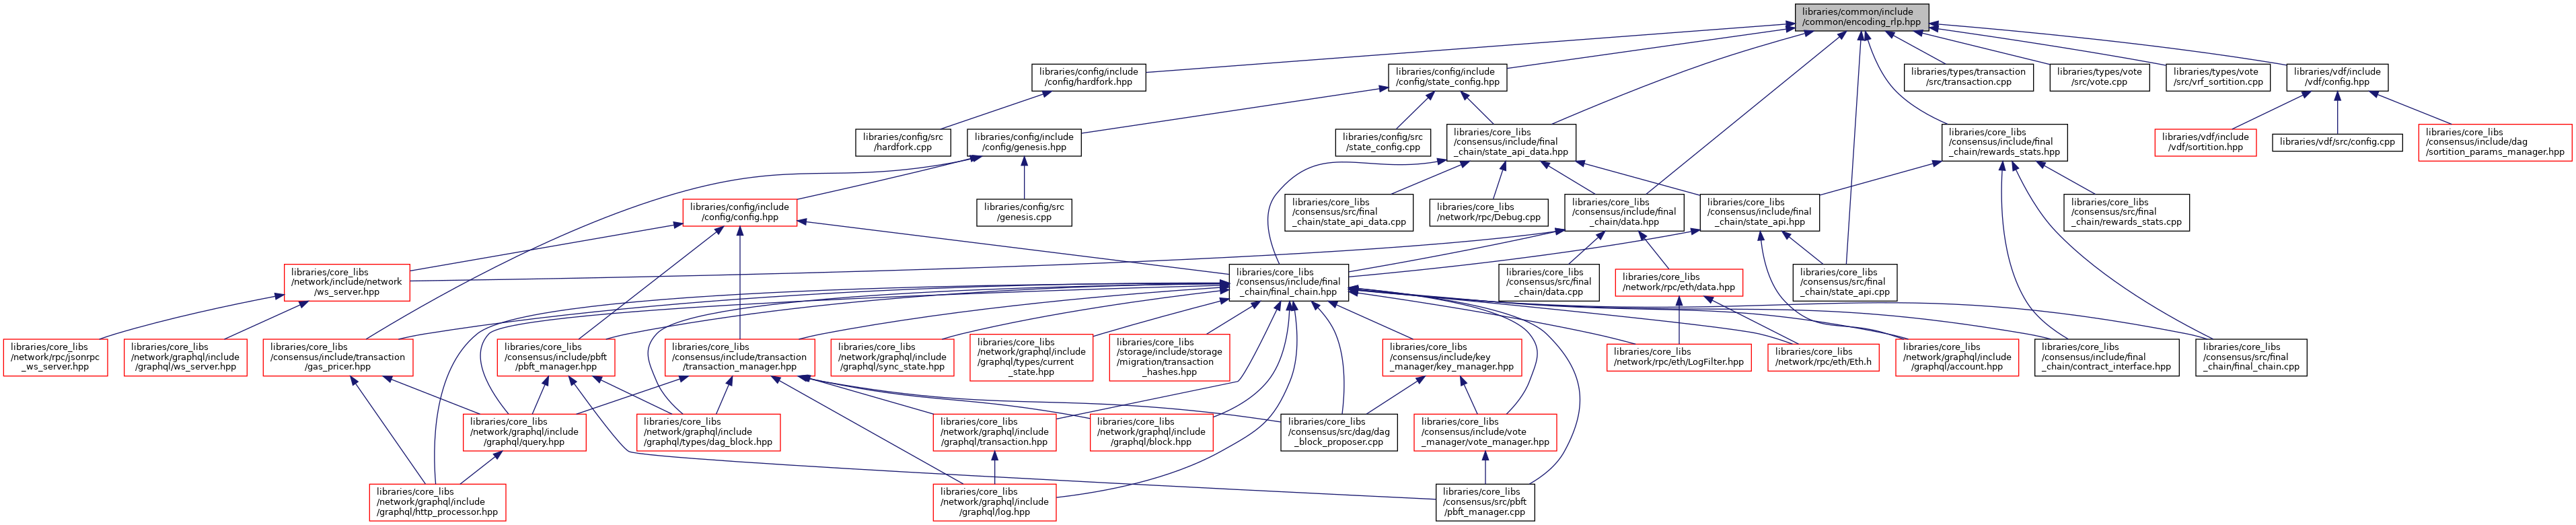 libraries/common/include
/common/encoding_rlp.hpp
libraries/config/include
/config/hardfork.hpp
libraries/config/include
/config/state_config.hpp
libraries/types/transaction
/src/transaction.cpp
libraries/types/vote
/src/vote.cpp
libraries/types/vote
/src/vrf_sortition.cpp
libraries/vdf/include
/vdf/config.hpp
libraries/config/src
/hardfork.cpp
libraries/config/include
/config/genesis.hpp
libraries/config/src
/state_config.cpp
libraries/core_libs
/consensus/include/final
_chain/state_api_data.hpp
libraries/core_libs
/consensus/include/final
_chain/rewards_stats.hpp
libraries/vdf/include
/vdf/sortition.hpp
libraries/vdf/src/config.cpp
libraries/core_libs
/consensus/include/dag
/sortition_params_manager.hpp
libraries/config/include
/config/config.hpp
libraries/config/src
/genesis.cpp
libraries/core_libs
/consensus/src/final
_chain/state_api_data.cpp
libraries/core_libs
/network/rpc/Debug.cpp
libraries/core_libs
/consensus/include/final
_chain/data.hpp
libraries/core_libs
/consensus/include/final
_chain/state_api.hpp
libraries/core_libs
/consensus/src/final
_chain/rewards_stats.cpp
libraries/core_libs
/network/include/network
/ws_server.hpp
libraries/core_libs
/consensus/include/final
_chain/final_chain.hpp
libraries/core_libs
/consensus/src/final
_chain/data.cpp
libraries/core_libs
/network/rpc/eth/data.hpp
libraries/core_libs
/consensus/src/final
_chain/state_api.cpp
libraries/core_libs
/network/rpc/jsonrpc
_ws_server.hpp
libraries/core_libs
/network/graphql/include
/graphql/ws_server.hpp
libraries/core_libs
/consensus/include/transaction
/gas_pricer.hpp
libraries/core_libs
/consensus/include/pbft
/pbft_manager.hpp
libraries/core_libs
/consensus/include/transaction
/transaction_manager.hpp
libraries/core_libs
/network/graphql/include
/graphql/sync_state.hpp
libraries/core_libs
/network/graphql/include
/graphql/types/current
_state.hpp
libraries/core_libs
/storage/include/storage
/migration/transaction
_hashes.hpp
libraries/core_libs
/consensus/include/key
_manager/key_manager.hpp
libraries/core_libs
/network/rpc/eth/LogFilter.hpp
libraries/core_libs
/network/rpc/eth/Eth.h
libraries/core_libs
/network/graphql/include
/graphql/account.hpp
libraries/core_libs
/consensus/include/final
_chain/contract_interface.hpp
libraries/core_libs
/consensus/src/final
_chain/final_chain.cpp
libraries/core_libs
/network/graphql/include
/graphql/query.hpp
libraries/core_libs
/network/graphql/include
/graphql/types/dag_block.hpp
libraries/core_libs
/network/graphql/include
/graphql/transaction.hpp
libraries/core_libs
/network/graphql/include
/graphql/block.hpp
libraries/core_libs
/consensus/src/dag/dag
_block_proposer.cpp
libraries/core_libs
/consensus/include/vote
_manager/vote_manager.hpp
libraries/core_libs
/network/graphql/include
/graphql/http_processor.hpp
libraries/core_libs
/network/graphql/include
/graphql/log.hpp
libraries/core_libs
/consensus/src/pbft
/pbft_manager.cpp